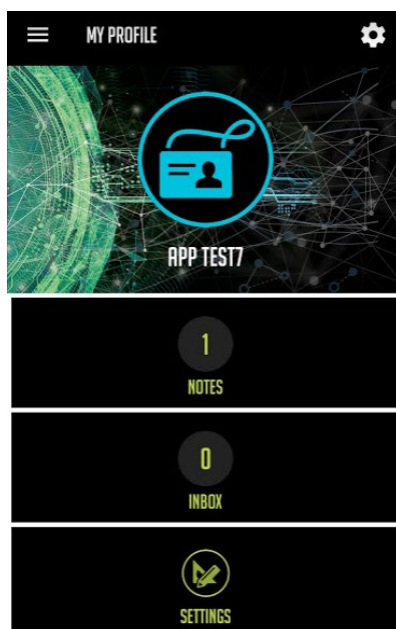 MY PROFILE
APP TEST7
1
NOTES
0
INBOX
SETTINGS